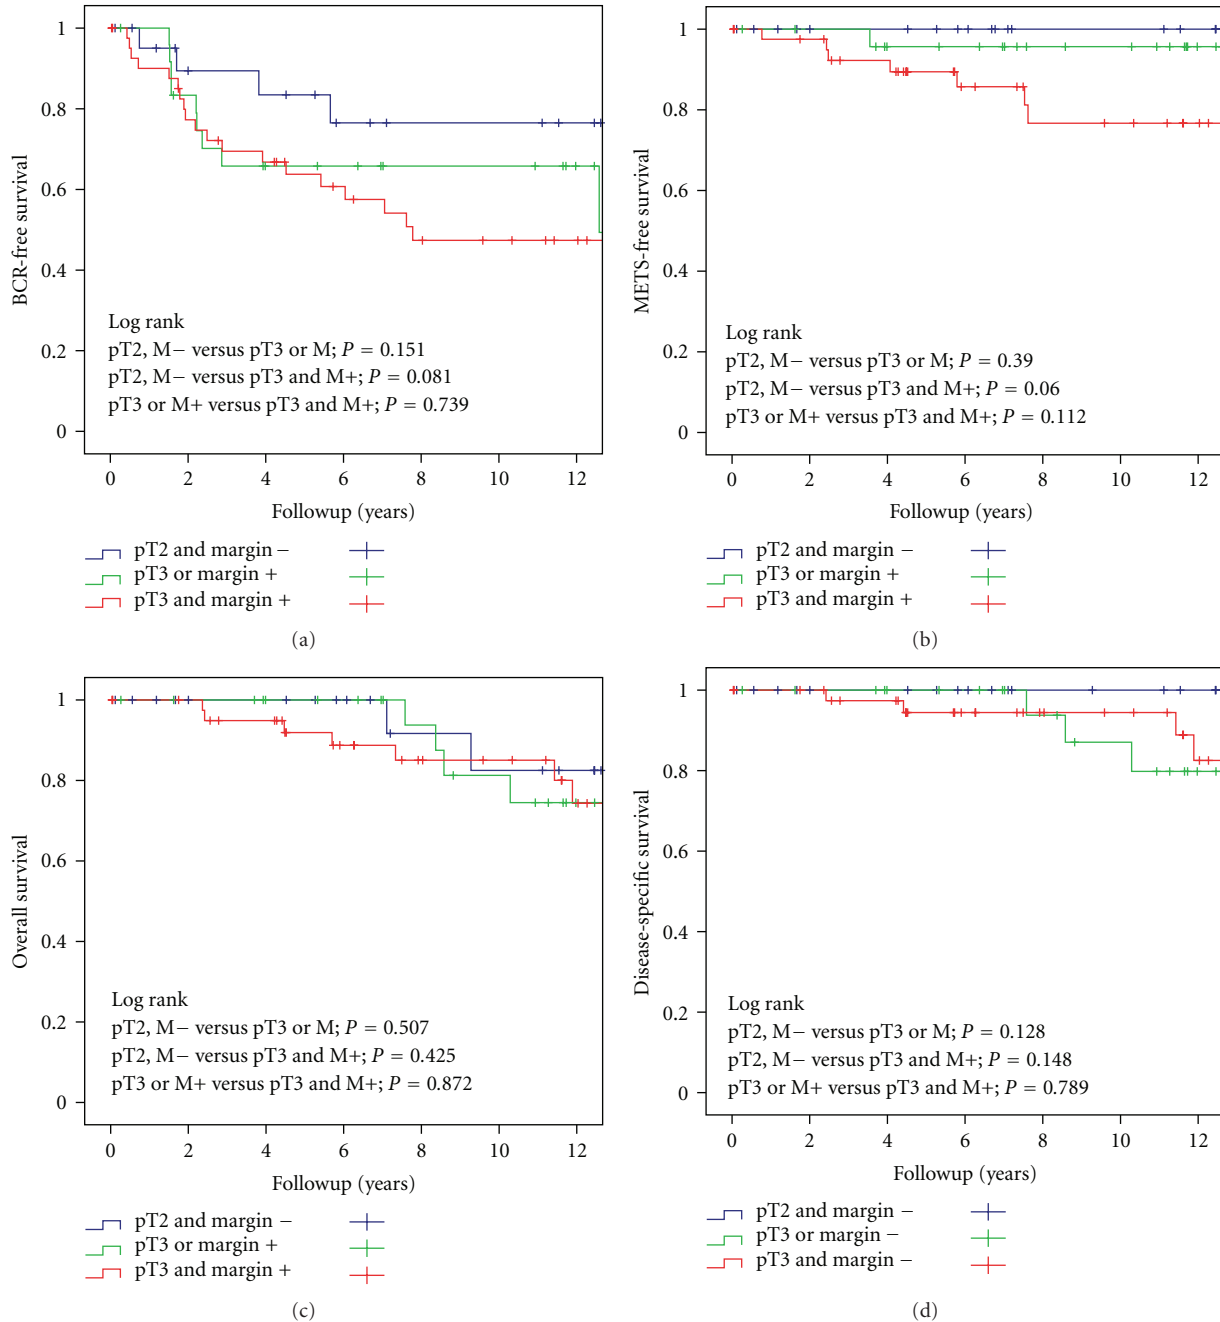 (a)
BCR-free survival
1
0.8
0.6
0.4
0.2
0
Log rank
pT2, M− versus pT3 or M; P = 0.151
pT2, M− versus pT3 and M+; P = 0.081
pT3 or M+ versus pT3 and M+; P = 0.739
0 2 4 6 8 10 12
Followup (years)
pT2 and margin −
pT3 or margin +
pT3 and margin +
(a)
METS-free survival
1
0.8
0.6
0.4
0.2
0
Log rank
pT2, M− versus pT3 or M; P = 0.39
pT2, M− versus pT3 and M+; P = 0.06
pT3 or M+ versus pT3 and M+; P = 0.112
0 2 4 6 8 10 12
Followup (years)
pT2 and margin −
pT3 or margin +
pT3 and margin +
(b)
Overall survival
1
0.8
0.6
0.4
0.2
0
Log rank
pT2, M− versus pT3 or M; P = 0.507
pT2, M− versus pT3 and M+; P = 0.425
pT3 or M+ versus pT3 and M+; P = 0.872
0 2 4 6 8 10 12
Followup (years)
pT2 and margin −
pT3 or margin +
pT3 and margin +
(c)
Disease-specific survival
1
0.8
0.6
0.4
0.2
0
Log rank
pT2, M− versus pT3 or M; P = 0.128
pT2, M− versus pT3 and M+; P = 0.148
pT3 or M+ versus pT3 and M+; P = 0.789
0 2 4 6 8 10 12
Followup (years)
pT2 and margin −
pT3 or margin −
pT3 and margin −
(d)